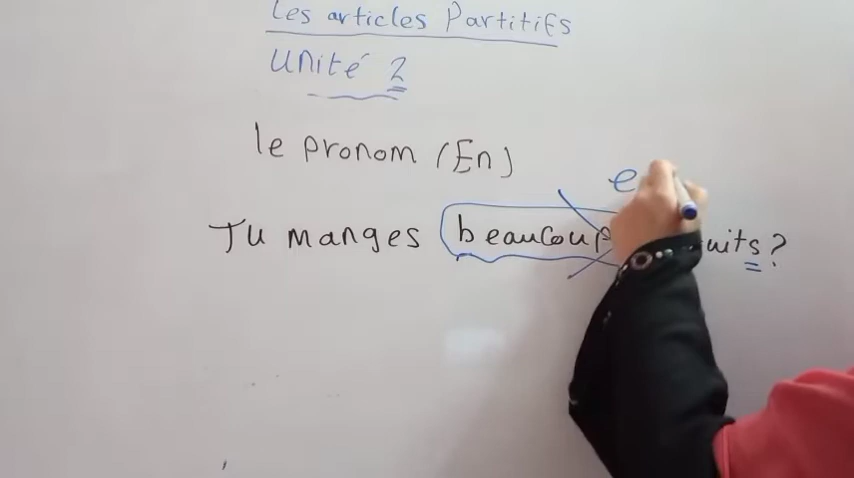 Les articles Partitifs
Unité 2
le pronom (En)
e
Tu manges beaucoup uits?